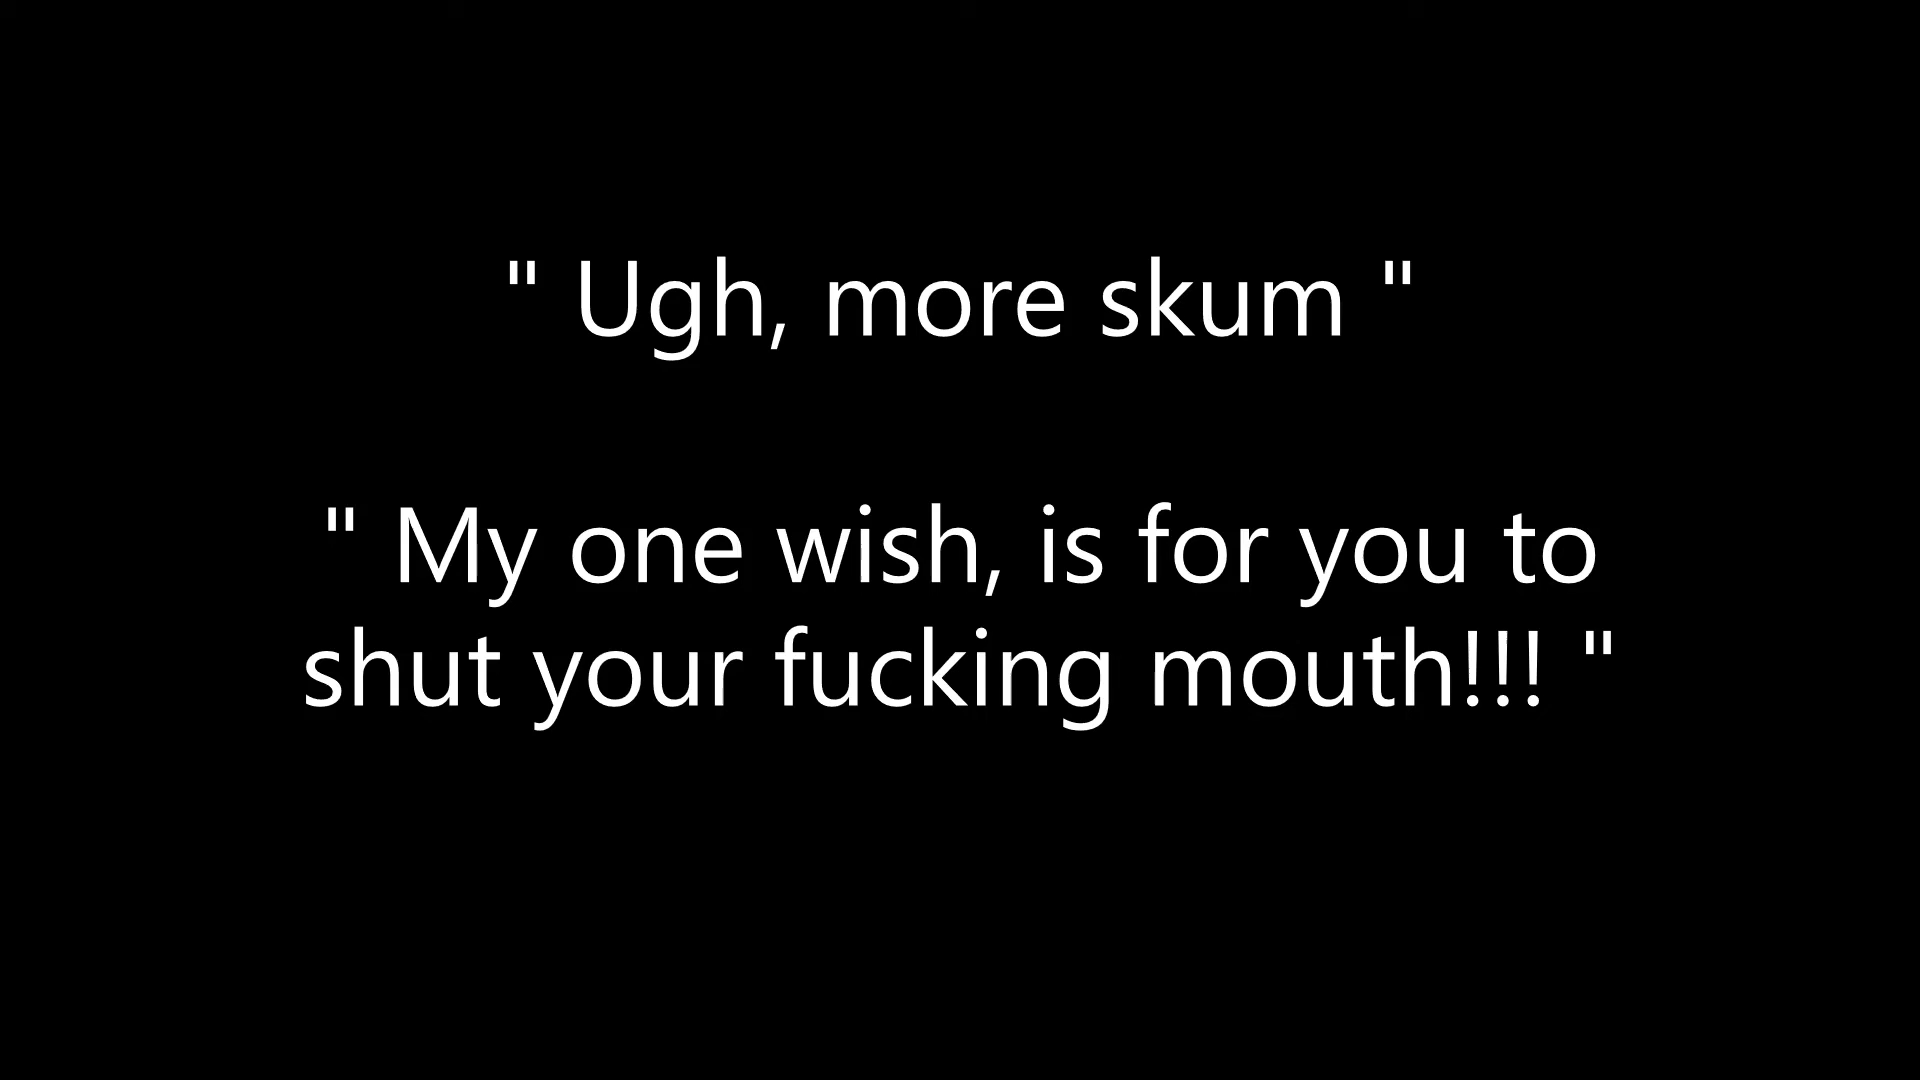 " Ugh, more skum "
" My one wish, is for you to
shut your fucking mouth!!! "